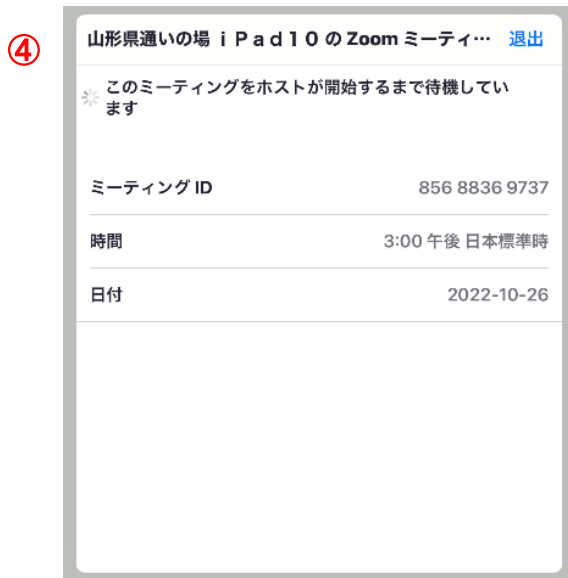 ④
山形県通いの場 ｉＰａｄ１０ の Zoom ミーティ… 退出
このミーティングをホストが開始するまで待機してい
ます
ミーティング ID 856 8836 9737
時間 3:00 午後 日本標準時
日付 2022-10-26